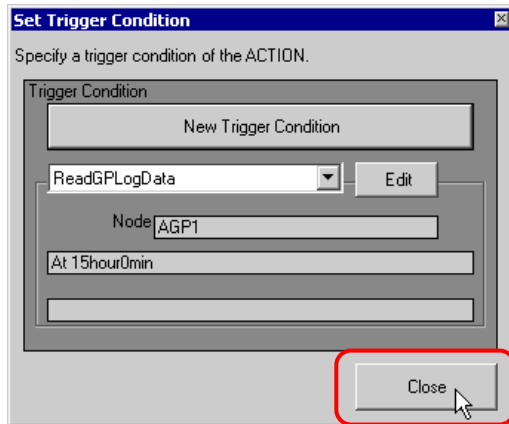 Set Trigger Condition
Specify a trigger condition of the ACTION.
Trigger Condition
New Trigger Condition
ReadGPLogData
Edit
Node AGP1
At 15hour0min
Close